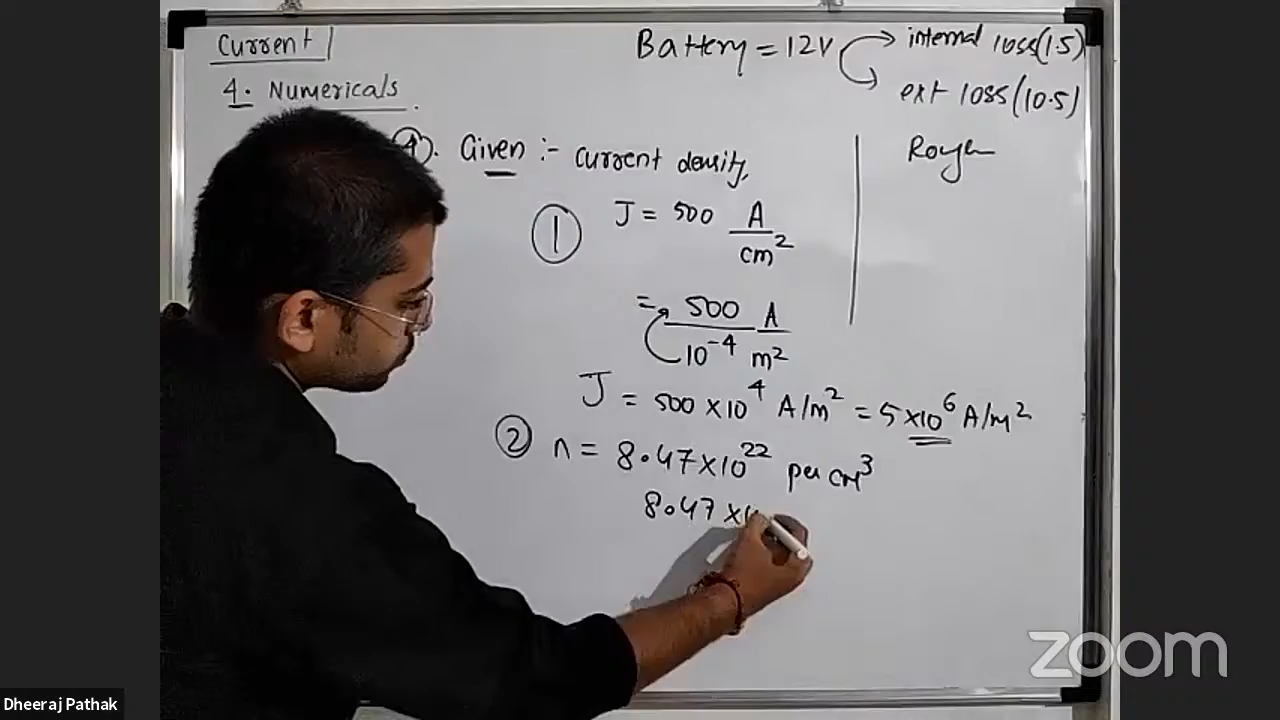 Current
Battery = 12V → internal loss(1.5)
→ ext loss(10.5)
4. Numericals
④. Given :- Current density,
Rough
① J = 500 A/cm²
= 500/10⁻⁴ A/m²
J = 500 × 10⁴ A/m² = 5 × 10⁶ A/m²
② n = 8.47 × 10²² per cm³
8.47 ×
zoom
Dheeraj Pathak